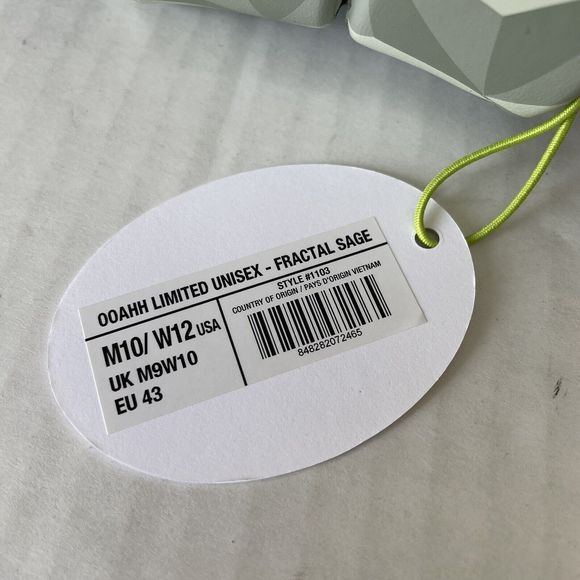 OOAHH LIMITED UNISEX - FRACTAL SAGE
M10/ W12 USA
UK M9W10
EU 43
STYLE #1103
COUNTRY OF ORIGIN / PAYS D'ORIGIN VIETNAM
848282072465